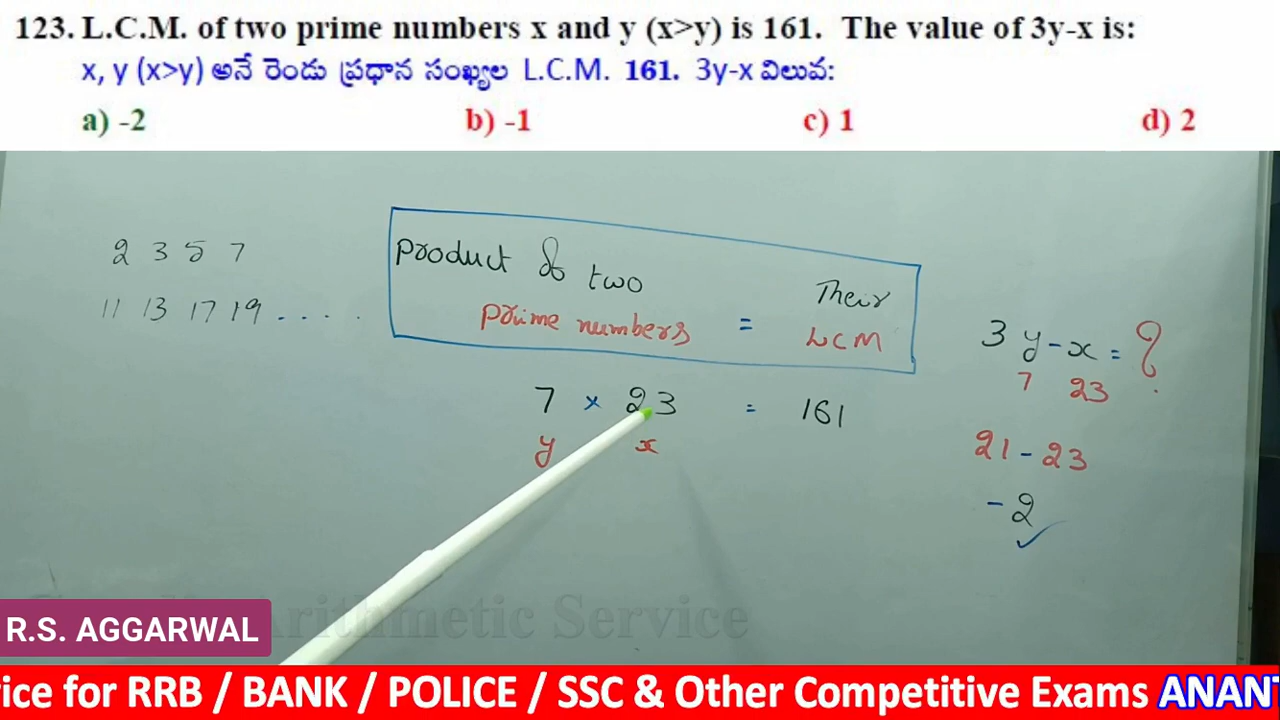 123. L.C.M. of two prime numbers x and y (x>y) is 161. The value of 3y-x is:
x, y (x>y) అనే రెండు ప్రధాన సంఖ్యల L.C.M. 161. 3y-x విలువ:
a) -2 b) -1 c) 1 d) 2
2 3 5 7
11 13 17 19 . . . .
Product of two Their
Prime numbers = LCM
7 × 23 = 161
y x
3y-x = ?
7 23
21 - 23
-2 ✓
Arithmetic Service
R.S. AGGARWAL
ice for RRB / BANK / POLICE / SSC & Other Competitive Exams ANANT